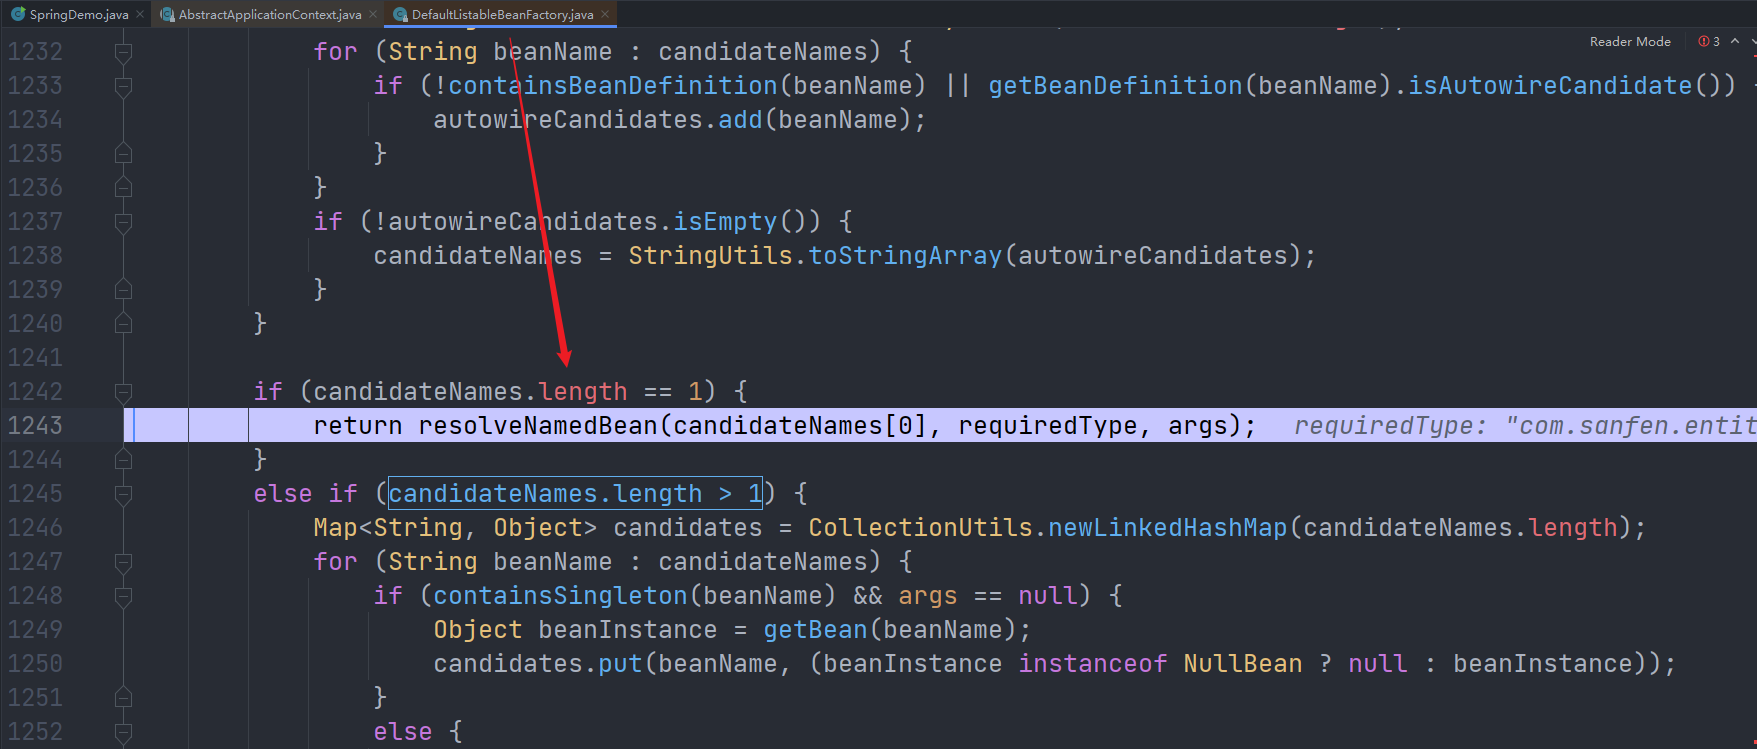 SpringDemo.java AbstractApplicationContext.java DefaultListableBeanFactory.java
Reader Mode 3
1232 for (String beanName : candidateNames) {
1233 if (!containsBeanDefinition(beanName) || getBeanDefinition(beanName).isAutowireCandidate())
1234 autowireCandidates.add(beanName);
1235 }
1236 }
1237 if (!autowireCandidates.isEmpty()) {
1238 candidateNames = StringUtils.toStringArray(autowireCandidates);
1239 }
1240 }
1241
1242 if (candidateNames.length == 1) {
1243 return resolveNamedBean(candidateNames[0], requiredType, args); requiredType: "com.sanfen.entit
1244 }
1245 else if (candidateNames.length > 1) {
1246 Map<String, Object> candidates = CollectionUtils.newLinkedHashMap(candidateNames.length);
1247 for (String beanName : candidateNames) {
1248 if (containsSingleton(beanName) && args == null) {
1249 Object beanInstance = getBean(beanName);
1250 candidates.put(beanName, (beanInstance instanceof NullBean ? null : beanInstance));
1251 }
1252 else {